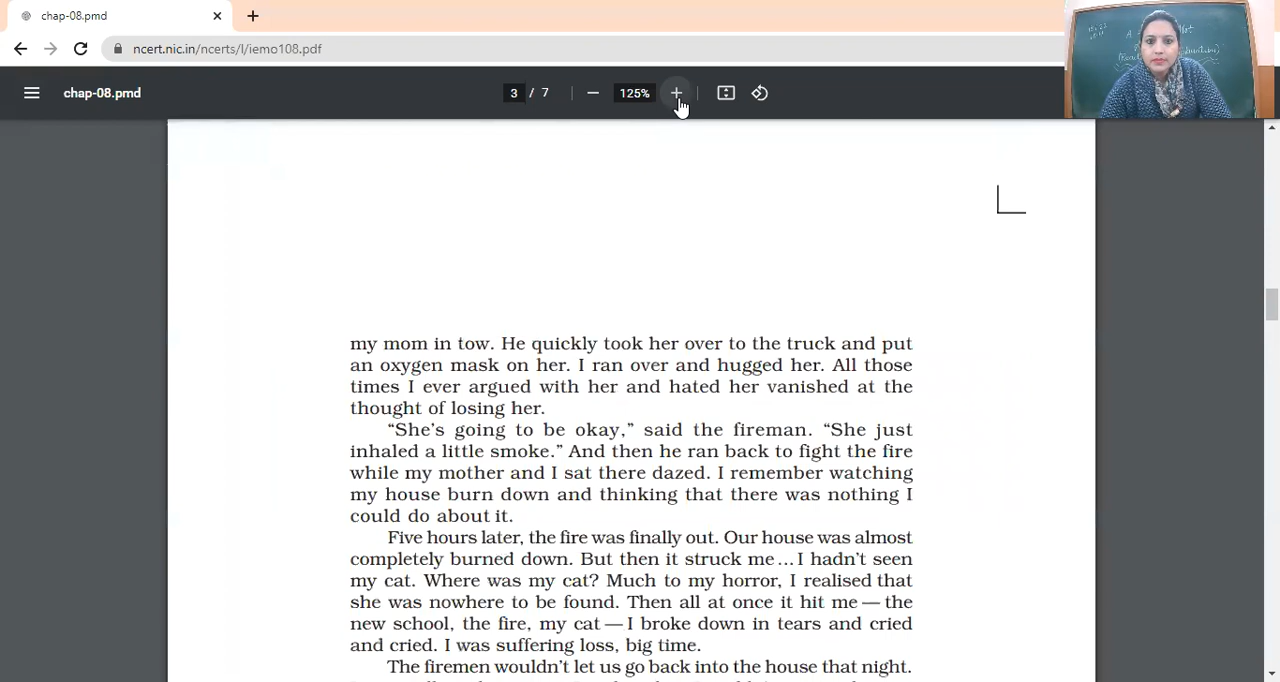 chap-08.pmd
ncert.nic.in/ncerts/l/iemo108.pdf
chap-08.pmd
3 / 7
125%
my mom in tow. He quickly took her over to the truck and put
an oxygen mask on her. I ran over and hugged her. All those
times I ever argued with her and hated her vanished at the
thought of losing her.
“She’s going to be okay,” said the fireman. “She just
inhaled a little smoke.” And then he ran back to fight the fire
while my mother and I sat there dazed. I remember watching
my house burn down and thinking that there was nothing I
could do about it.
Five hours later, the fire was finally out. Our house was almost
completely burned down. But then it struck me ... I hadn’t seen
my cat. Where was my cat? Much to my horror, I realised that
she was nowhere to be found. Then all at once it hit me — the
new school, the fire, my cat — I broke down in tears and cried
and cried. I was suffering loss, big time.
The firemen wouldn’t let us go back into the house that night.